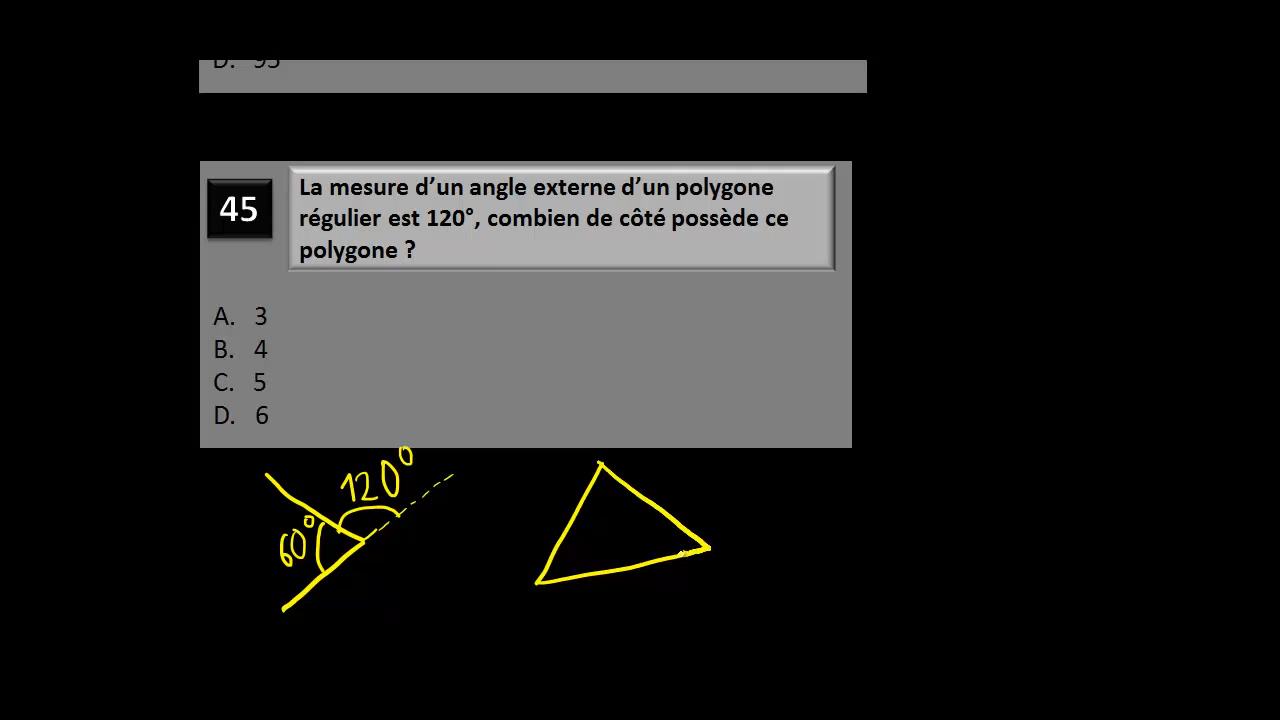 D. 95
45
La mesure d’un angle externe d’un polygone
régulier est 120°, combien de côté possède ce
polygone ?
A. 3
B. 4
C. 5
D. 6
120°
60°